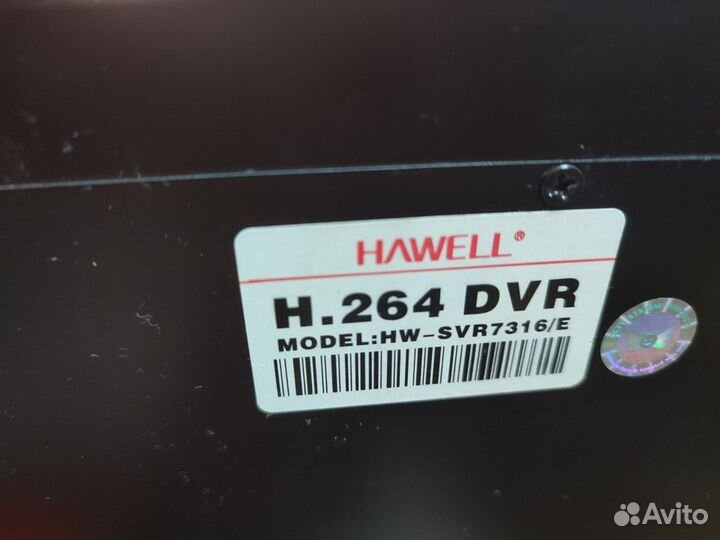 HAWELL®
H.264 DVR
MODEL:HW-SVR7316/E
Avito